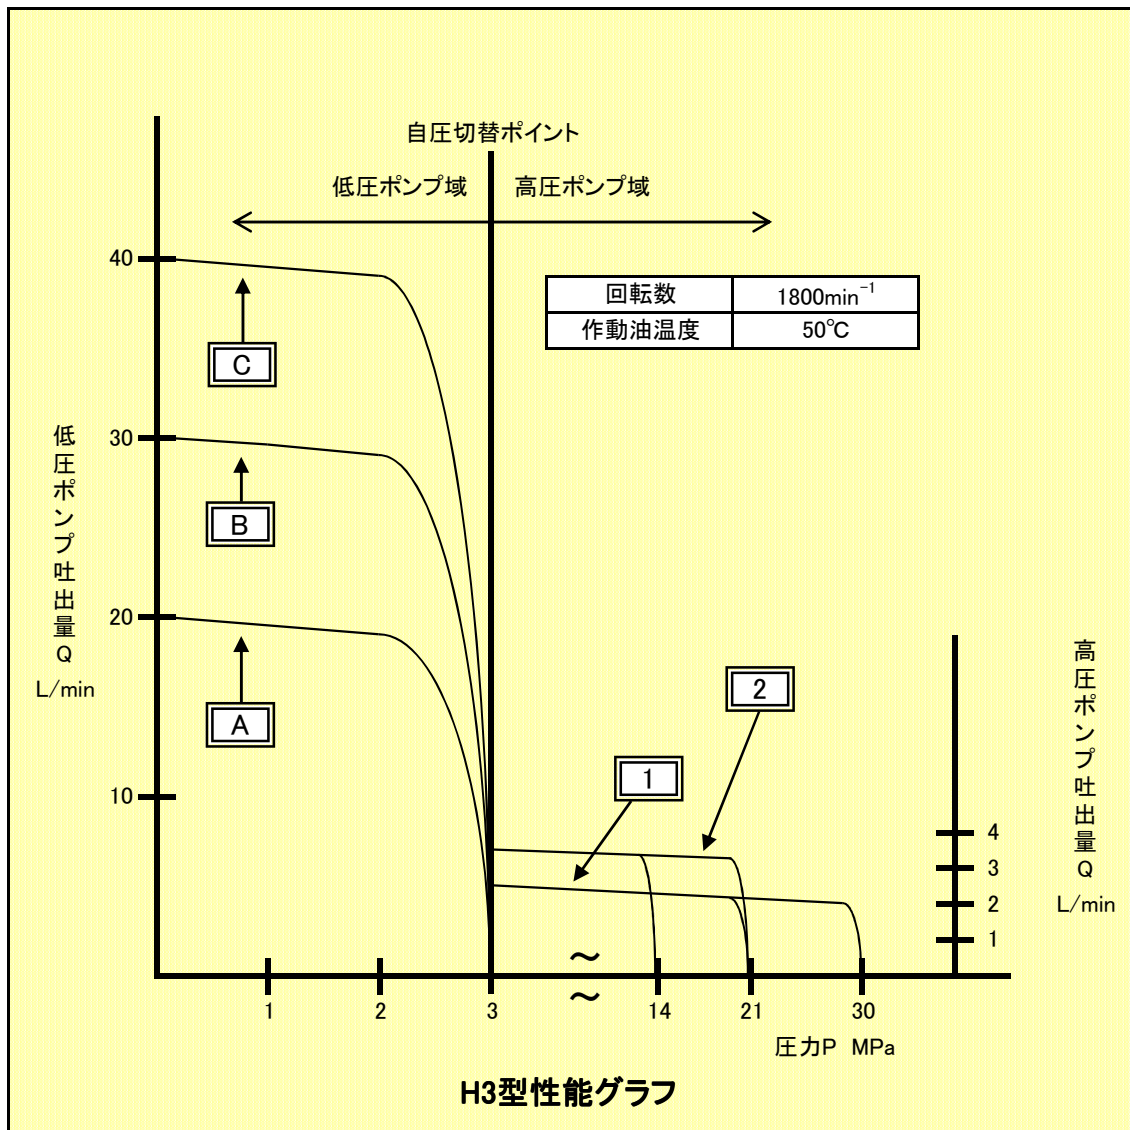 自圧切替ポイント
低圧ポンプ域
高圧ポンプ域
回転数 1800min⁻¹
作動油温度 50℃
40
30
20
10
低圧ポンプ吐出量Q
L/min
C
B
A
2
1
高圧ポンプ吐出量Q
L/min
4
3
2
1
~
~
1 2 3 14 21 30
圧力P MPa
H3型性能グラフ